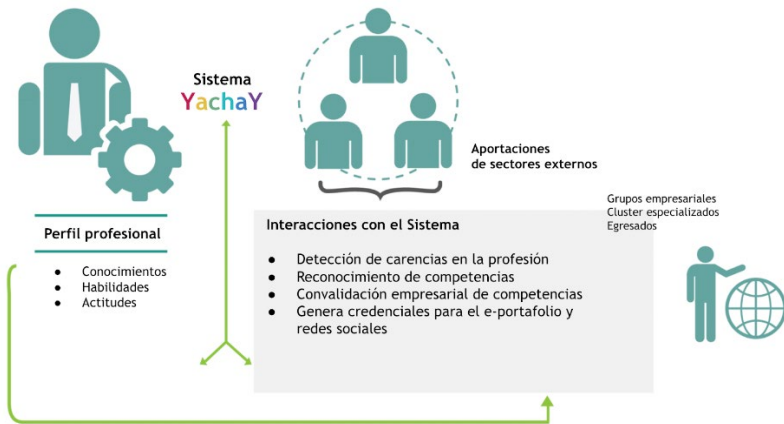 Sistema
YachaY
Aportaciones
de sectores externos
Perfil profesional
● Conocimientos
● Habilidades
● Actitudes
Interacciones con el Sistema
● Detección de carencias en la profesión
● Reconocimiento de competencias
● Convalidación empresarial de competencias
● Genera credenciales para el e-portafolio y
redes sociales
Grupos empresariales
Cluster especializados
Egresados